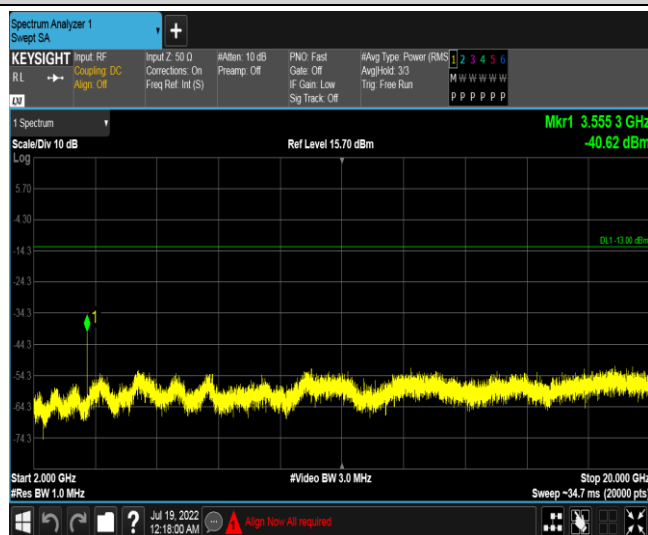 Spectrum Analyzer 1
Swept SA
+
KEYSIGHT Input: RF Input Z: 50 Ω #Atten: 10 dB PNO: Fast #Avg Type: Power (RMS 1 2 3 4 5 6
RL Coupling: DC Corrections: On Preamp: Off Gate: Off Avg|Hold: 3/3 M W W W W W
Align: Off Freq Ref: Int (S) IF Gain: Low Trig: Free Run P P P P P P
LXI Sig Track: Off
1 Spectrum Mkr1 3.555 3 GHz
Scale/Div 10 dB Ref Level 15.70 dBm -40.62 dBm
Log
5.70
-4.30
DL1 -13.00 dBm
-14.3
-24.3
-34.3
1
-44.3
-54.3
-64.3
-74.3
Start 2.000 GHz #Video BW 3.0 MHz Stop 20.000 GHz
#Res BW 1.0 MHz Sweep ~34.7 ms (20000 pts)
? Jul 19, 2022
12:18:00 AM
1 Align Now All required